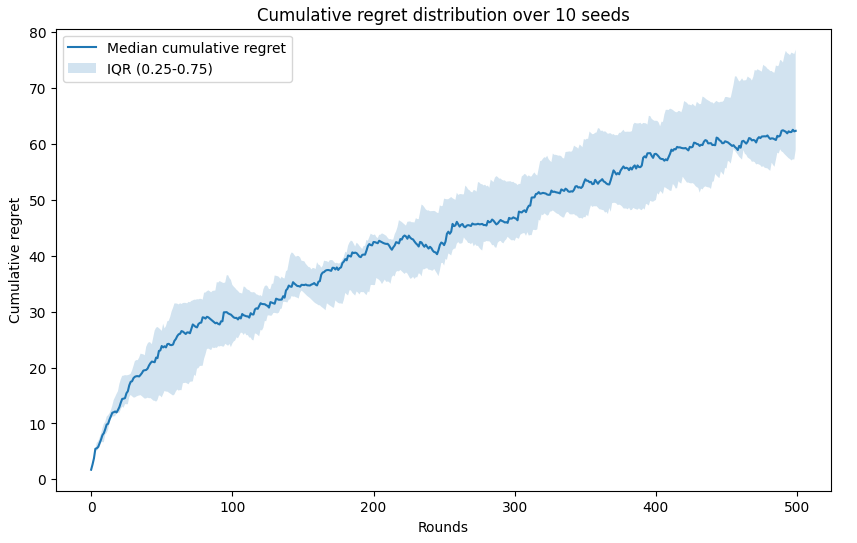 Cumulative regret distribution over 10 seeds
Median cumulative regret
IQR (0.25-0.75)
Cumulative regret
80
70
60
50
40
30
20
10
0
0 100 200 300 400 500
Rounds